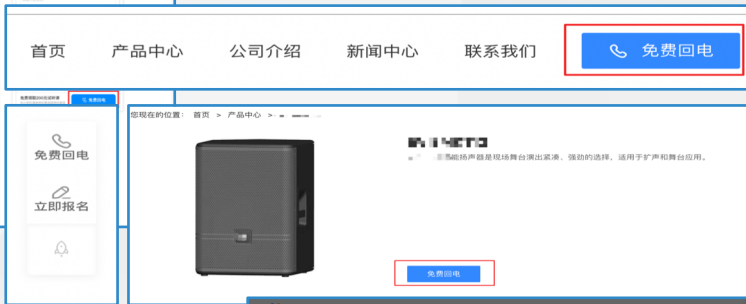 首页 产品中心 公司介绍 新闻中心 联系我们 免费回电
免费回电
免费回电
立即报名
您现在的位置: 首页 > 产品中心 >
能扬声器是现场舞台演出紧凑、强劲的选择，适用于扩声和舞台应用。
免费回电